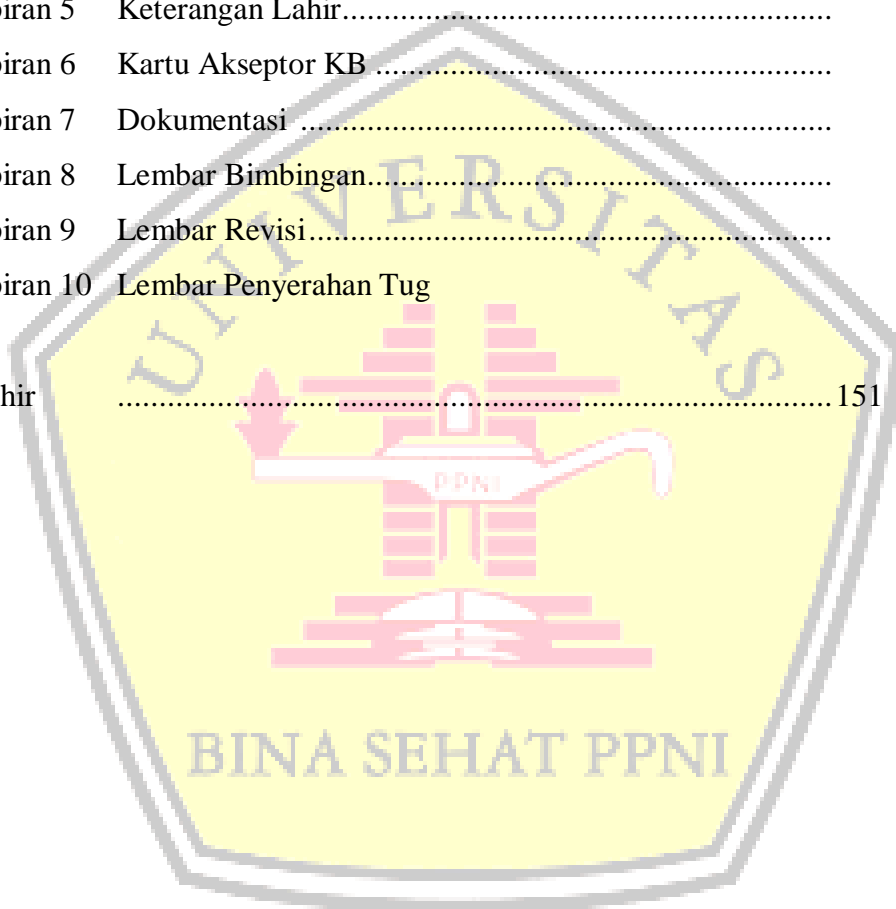 piran 5 Keterangan Lahir................................................................
piran 6 Kartu Akseptor KB ............................................................
piran 7 Dokumentasi .....................................................................
piran 8 Lembar Bimbingan.............................................................
piran 9 Lembar Revisi.....................................................................
piran 10 Lembar Penyerahan Tug
hir ......................................................................................... 151
UNIVERSITAS
PPNI
BINA SEHAT PPNI